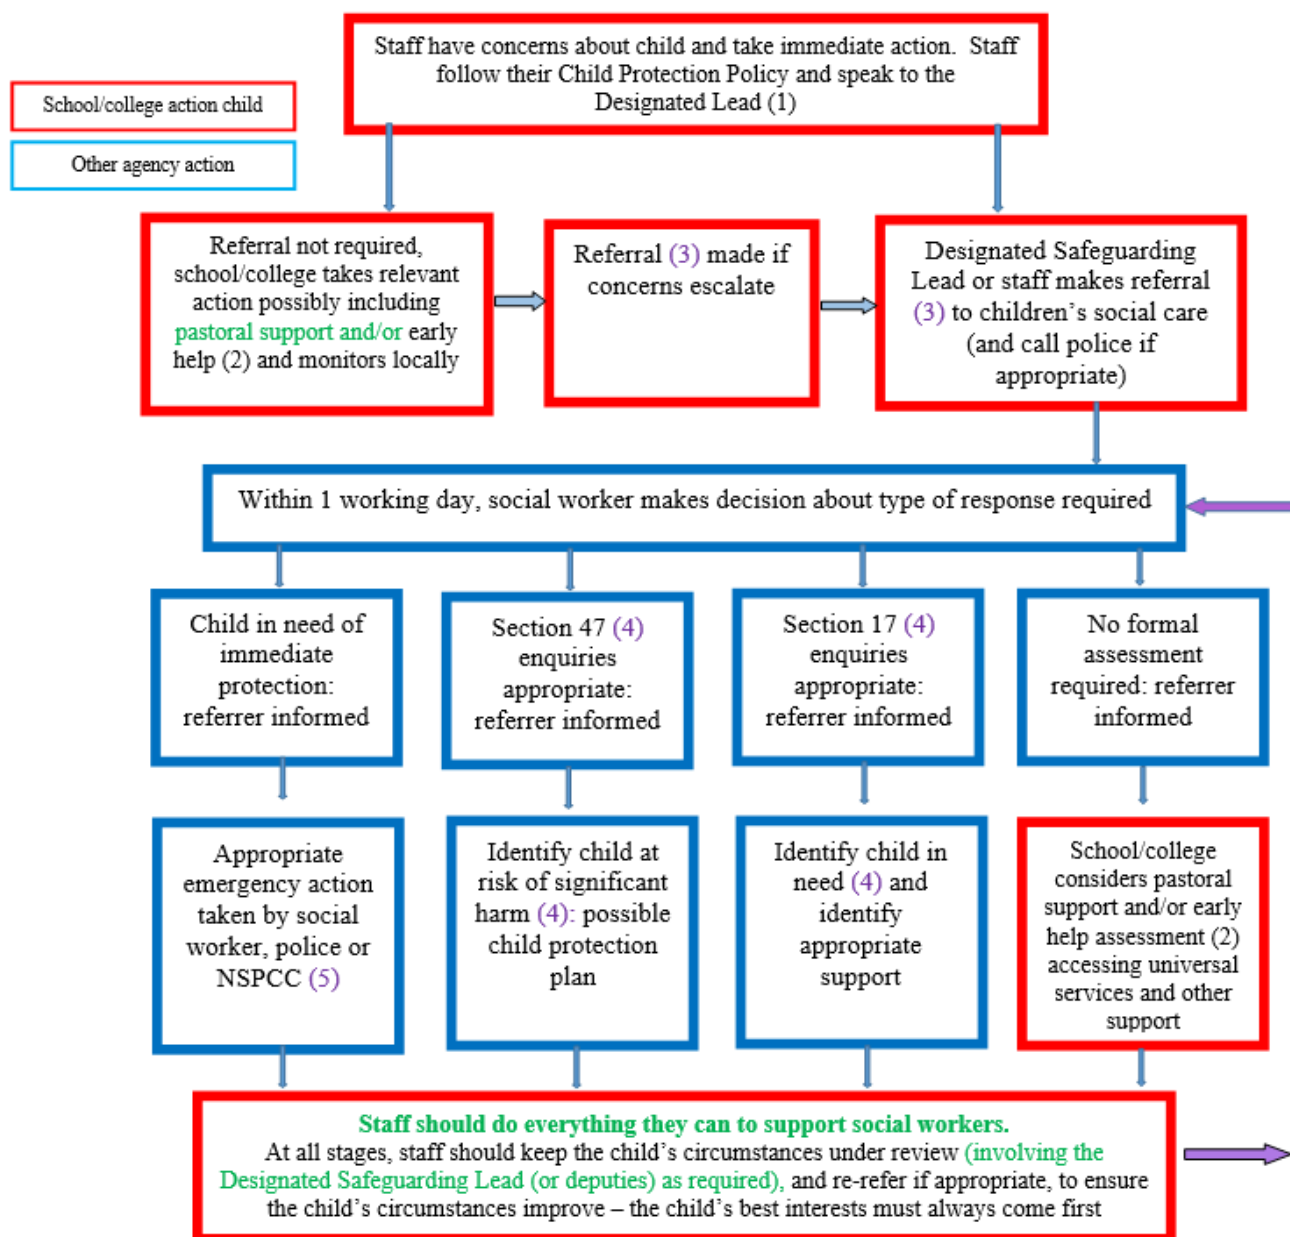 Staff have concerns about child and take immediate action.  Staff
follow their Child Protection Policy and speak to the
Designated Lead (1)
School/college action child
Other agency action
Referral not required,
school/college takes relevant
action possibly including
pastoral support and/or early
help (2) and monitors locally
Referral (3) made if
concerns escalate
Designated Safeguarding
Lead or staff makes referral
(3) to children’s social care
(and call police if
appropriate)
Within 1 working day, social worker makes decision about type of response required
Child in need of
immediate
protection:
referrer informed
Section 47 (4)
enquiries
appropriate:
referrer informed
Section 17 (4)
enquiries
appropriate:
referrer informed
No formal
assessment
required: referrer
informed
Appropriate
emergency action
taken by social
worker, police or
NSPCC (5)
Identify child at
risk of significant
harm (4): possible
child protection
plan
Identify child in
need (4) and
identify
appropriate
support
School/college
considers pastoral
support and/or early
help assessment (2)
accessing universal
services and other
support
Staff should do everything they can to support social workers.
At all stages, staff should keep the child’s circumstances under review (involving the
Designated Safeguarding Lead (or deputies) as required), and re-refer if appropriate, to ensure
the child’s circumstances improve – the child’s best interests must always come first